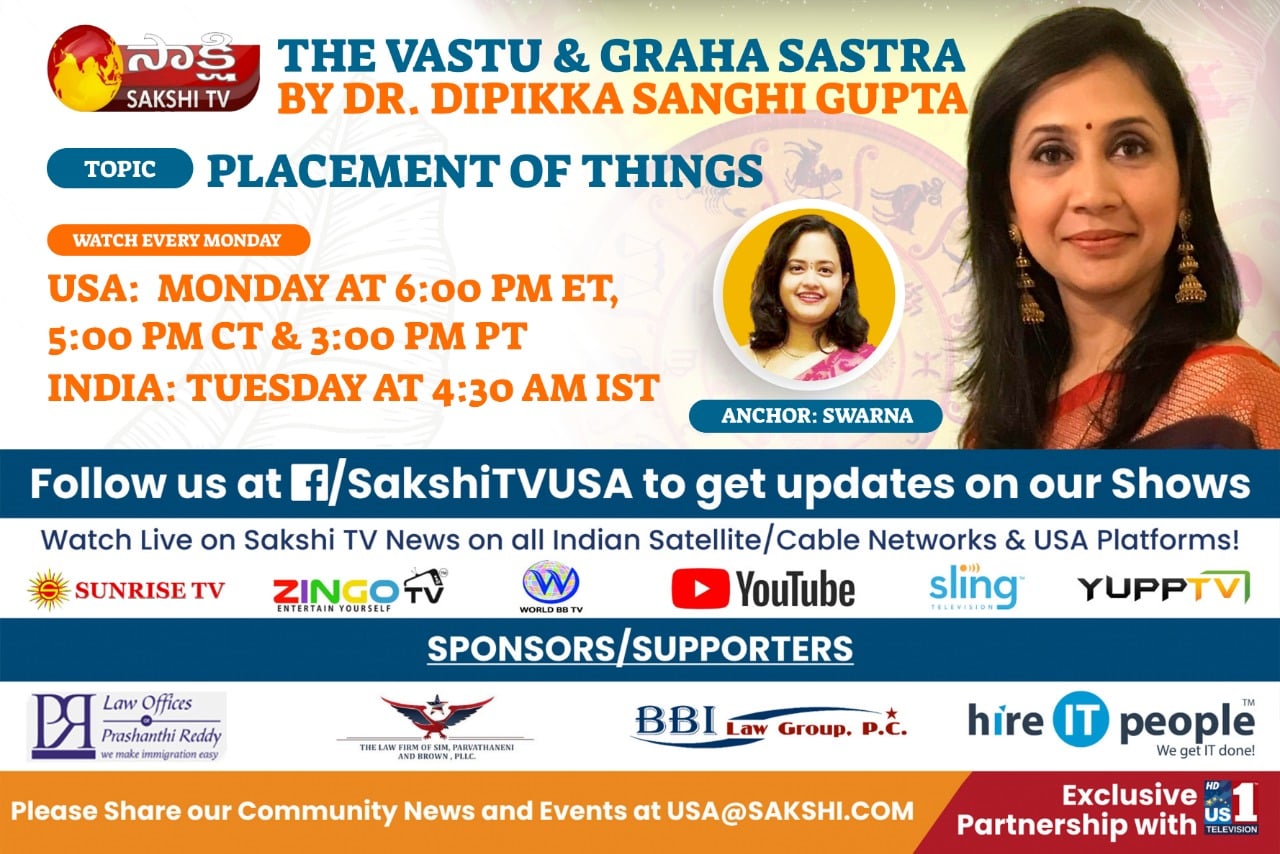 సాక్షి
SAKSHI TV
THE VASTU & GRAHA SASTRA
BY DR. DIPIKKA SANGHI GUPTA
TOPIC PLACEMENT OF THINGS
WATCH EVERY MONDAY
USA: MONDAY AT 6:00 PM ET,
5:00 PM CT & 3:00 PM PT
INDIA: TUESDAY AT 4:30 AM IST
ANCHOR: SWARNA
Follow us at f/SakshiTVUSA to get updates on our Shows
Watch Live on Sakshi TV News on all Indian Satellite/Cable Networks & USA Platforms!
SUNRISE TV
ZINGO TV
ENTERTAIN YOURSELF
W
WORLD BB TV
YouTube
sling
TELEVISION
YUPPTV
SPONSORS/SUPPORTERS
PR Law Offices
OF
Prashanthi Reddy
we make immigration easy
THE LAW FIRM OF SIM, PARVATHANENI
AND BROWN , PLLC.
BBI Law Group, P.C.
hire IT people™
We get IT done!
Please Share our Community News and Events at USA@SAKSHI.COM
Exclusive
Partnership with
HD
US 1
TELEVISION